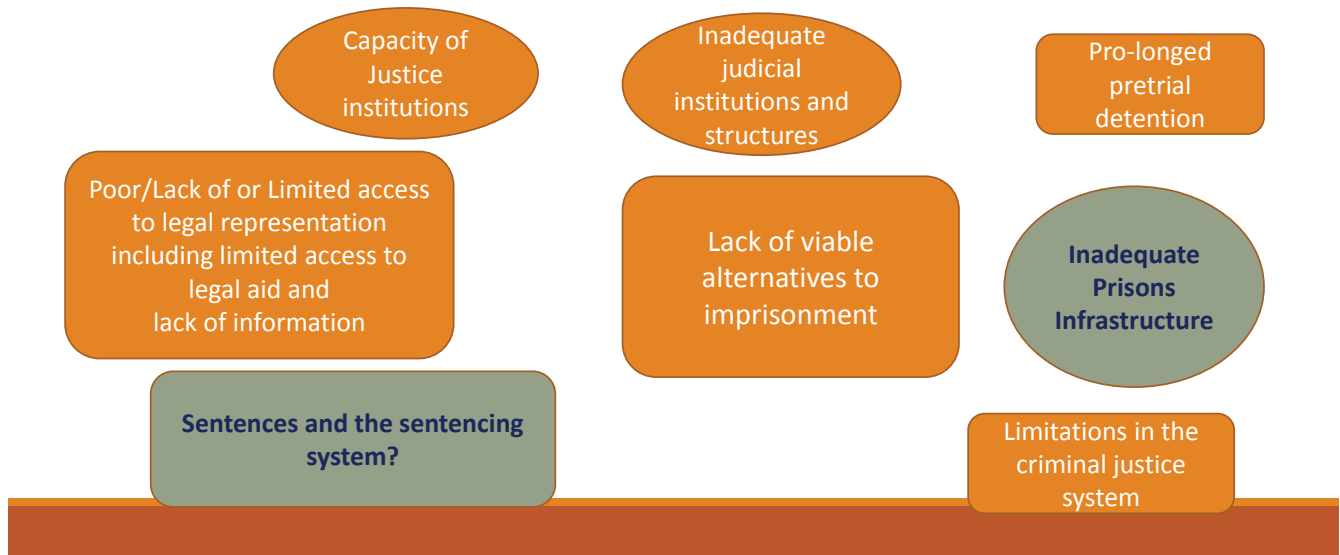 Capacity of
Justice
institutions
Inadequate
judicial
institutions and
structures
Pro-longed
pretrial
detention
Poor/Lack of or Limited access
to legal representation
including limited access to
legal aid and
lack of information
Lack of viable
alternatives to
imprisonment
Inadequate
Prisons
Infrastructure
Sentences and the sentencing
system?
Limitations in the
criminal justice
system